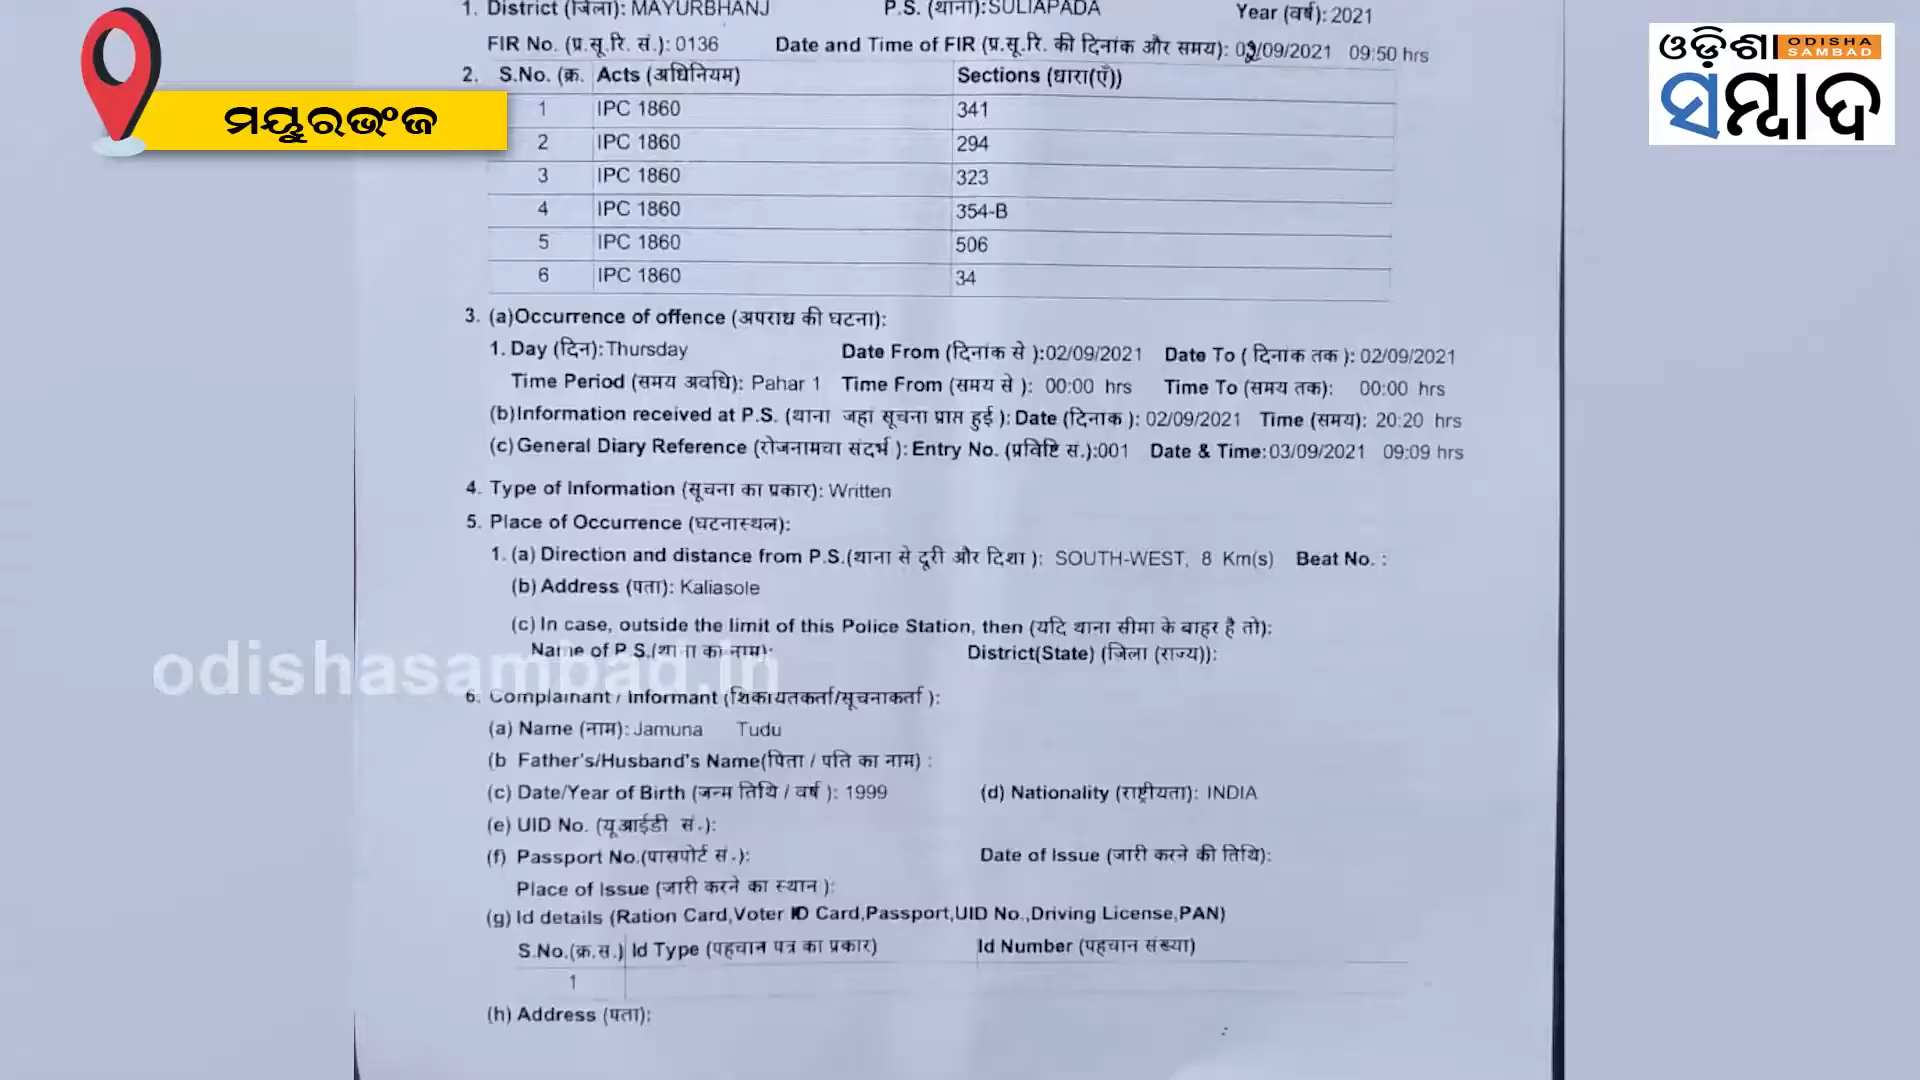 1. District (जिला): MAYURBHANJ P.S. (थाना): SULIAPADA Year (वर्ष): 2021
FIR No. (प्र.सू.रि. सं.): 0136 Date and Time of FIR (प्र.सू.रि. की दिनांक और समय): 03/09/2021 09:50 hrs
ଓଡ଼ିଶା ODISHA SAMBAD
ସମ୍ବାଦ
ମୟୂରଭଂଜ
2. S.No. (क्र. Acts (अधिनियम) Sections (धारा(एँ))
1 IPC 1860 341
2 IPC 1860 294
3 IPC 1860 323
4 IPC 1860 354-B
5 IPC 1860 506
6 IPC 1860 34
3. (a)Occurrence of offence (अपराध की घटना):
1. Day (दिन): Thursday Date From (दिनांक से ):02/09/2021 Date To ( दिनांक तक ): 02/09/2021
Time Period (समय अवधि): Pahar 1 Time From (समय से ): 00:00 hrs Time To (समय तक): 00:00 hrs
(b)Information received at P.S. (थाना जहा सूचना प्राप्त हुई ): Date (दिनाक ): 02/09/2021 Time (समय): 20:20 hrs
(c)General Diary Reference (रोजनामचा संदर्भ ): Entry No. (प्रविष्टि सं.):001 Date & Time:03/09/2021 09:09 hrs
4. Type of Information (सूचना का प्रकार): Written
5. Place of Occurrence (घटनास्थल):
1. (a) Direction and distance from P.S.(थाना से दूरी और दिशा ): SOUTH-WEST, 8 Km(s) Beat No. :
(b) Address (पता): Kaliasole
(c) In case, outside the limit of this Police Station, then (यदि थाना सीमा के बाहर है तो):
Name of P.S.(थाना का नाम): District(State) (जिला (राज्य)):
odishasambad.in
6. Complainant / Informant (शिकायतकर्ता/सूचनाकर्ता ):
(a) Name (नाम): Jamuna Tudu
(b Father's/Husband's Name(पिता / पति का नाम) :
(c) Date/Year of Birth (जन्म तिथि / वर्ष ): 1999 (d) Nationality (राष्ट्रीयता): INDIA
(e) UID No. (यूआईडी सं.):
(f) Passport No.(पासपोर्ट सं.): Date of Issue (जारी करने की तिथि):
Place of Issue (जारी करने का स्थान ):
(g) Id details (Ration Card,Voter ID Card,Passport,UID No.,Driving License,PAN)
S.No.(क्र.स.) Id Type (पहचान पत्र का प्रकार) Id Number (पहचान संख्या)
1
(h) Address (पता):